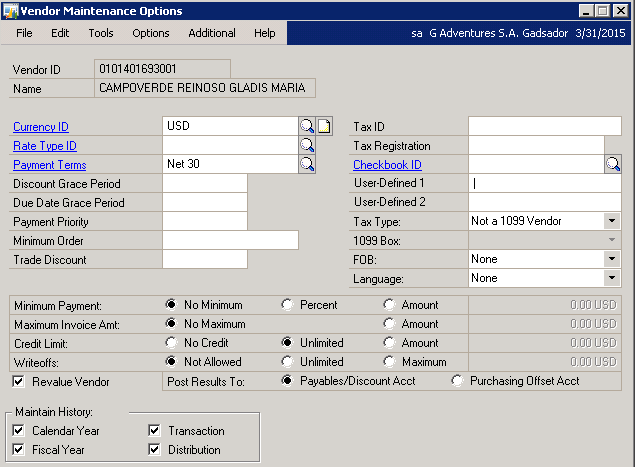 Vendor Maintenance Options
File Edit Tools Options Additional Help sa G Adventures S.A. Gadsador 3/31/2015
Vendor ID 0101401693001
Name CAMPOVERDE REINOSO GLADIS MARIA
Currency ID USD Tax ID
Rate Type ID Tax Registration
Payment Terms Net 30 Checkbook ID
Discount Grace Period User-Defined 1
Due Date Grace Period User-Defined 2
Payment Priority Tax Type: Not a 1099 Vendor
Minimum Order 1099 Box:
Trade Discount FOB: None
Language: None
Minimum Payment: No Minimum Percent Amount 0.00 USD
Maximum Invoice Amt: No Maximum Amount 0.00 USD
Credit Limit: No Credit Unlimited Amount 0.00 USD
Writeoffs: Not Allowed Unlimited Maximum 0.00 USD
Revalue Vendor Post Results To: Payables/Discount Acct Purchasing Offset Acct
Maintain History:
Calendar Year Transaction
Fiscal Year Distribution